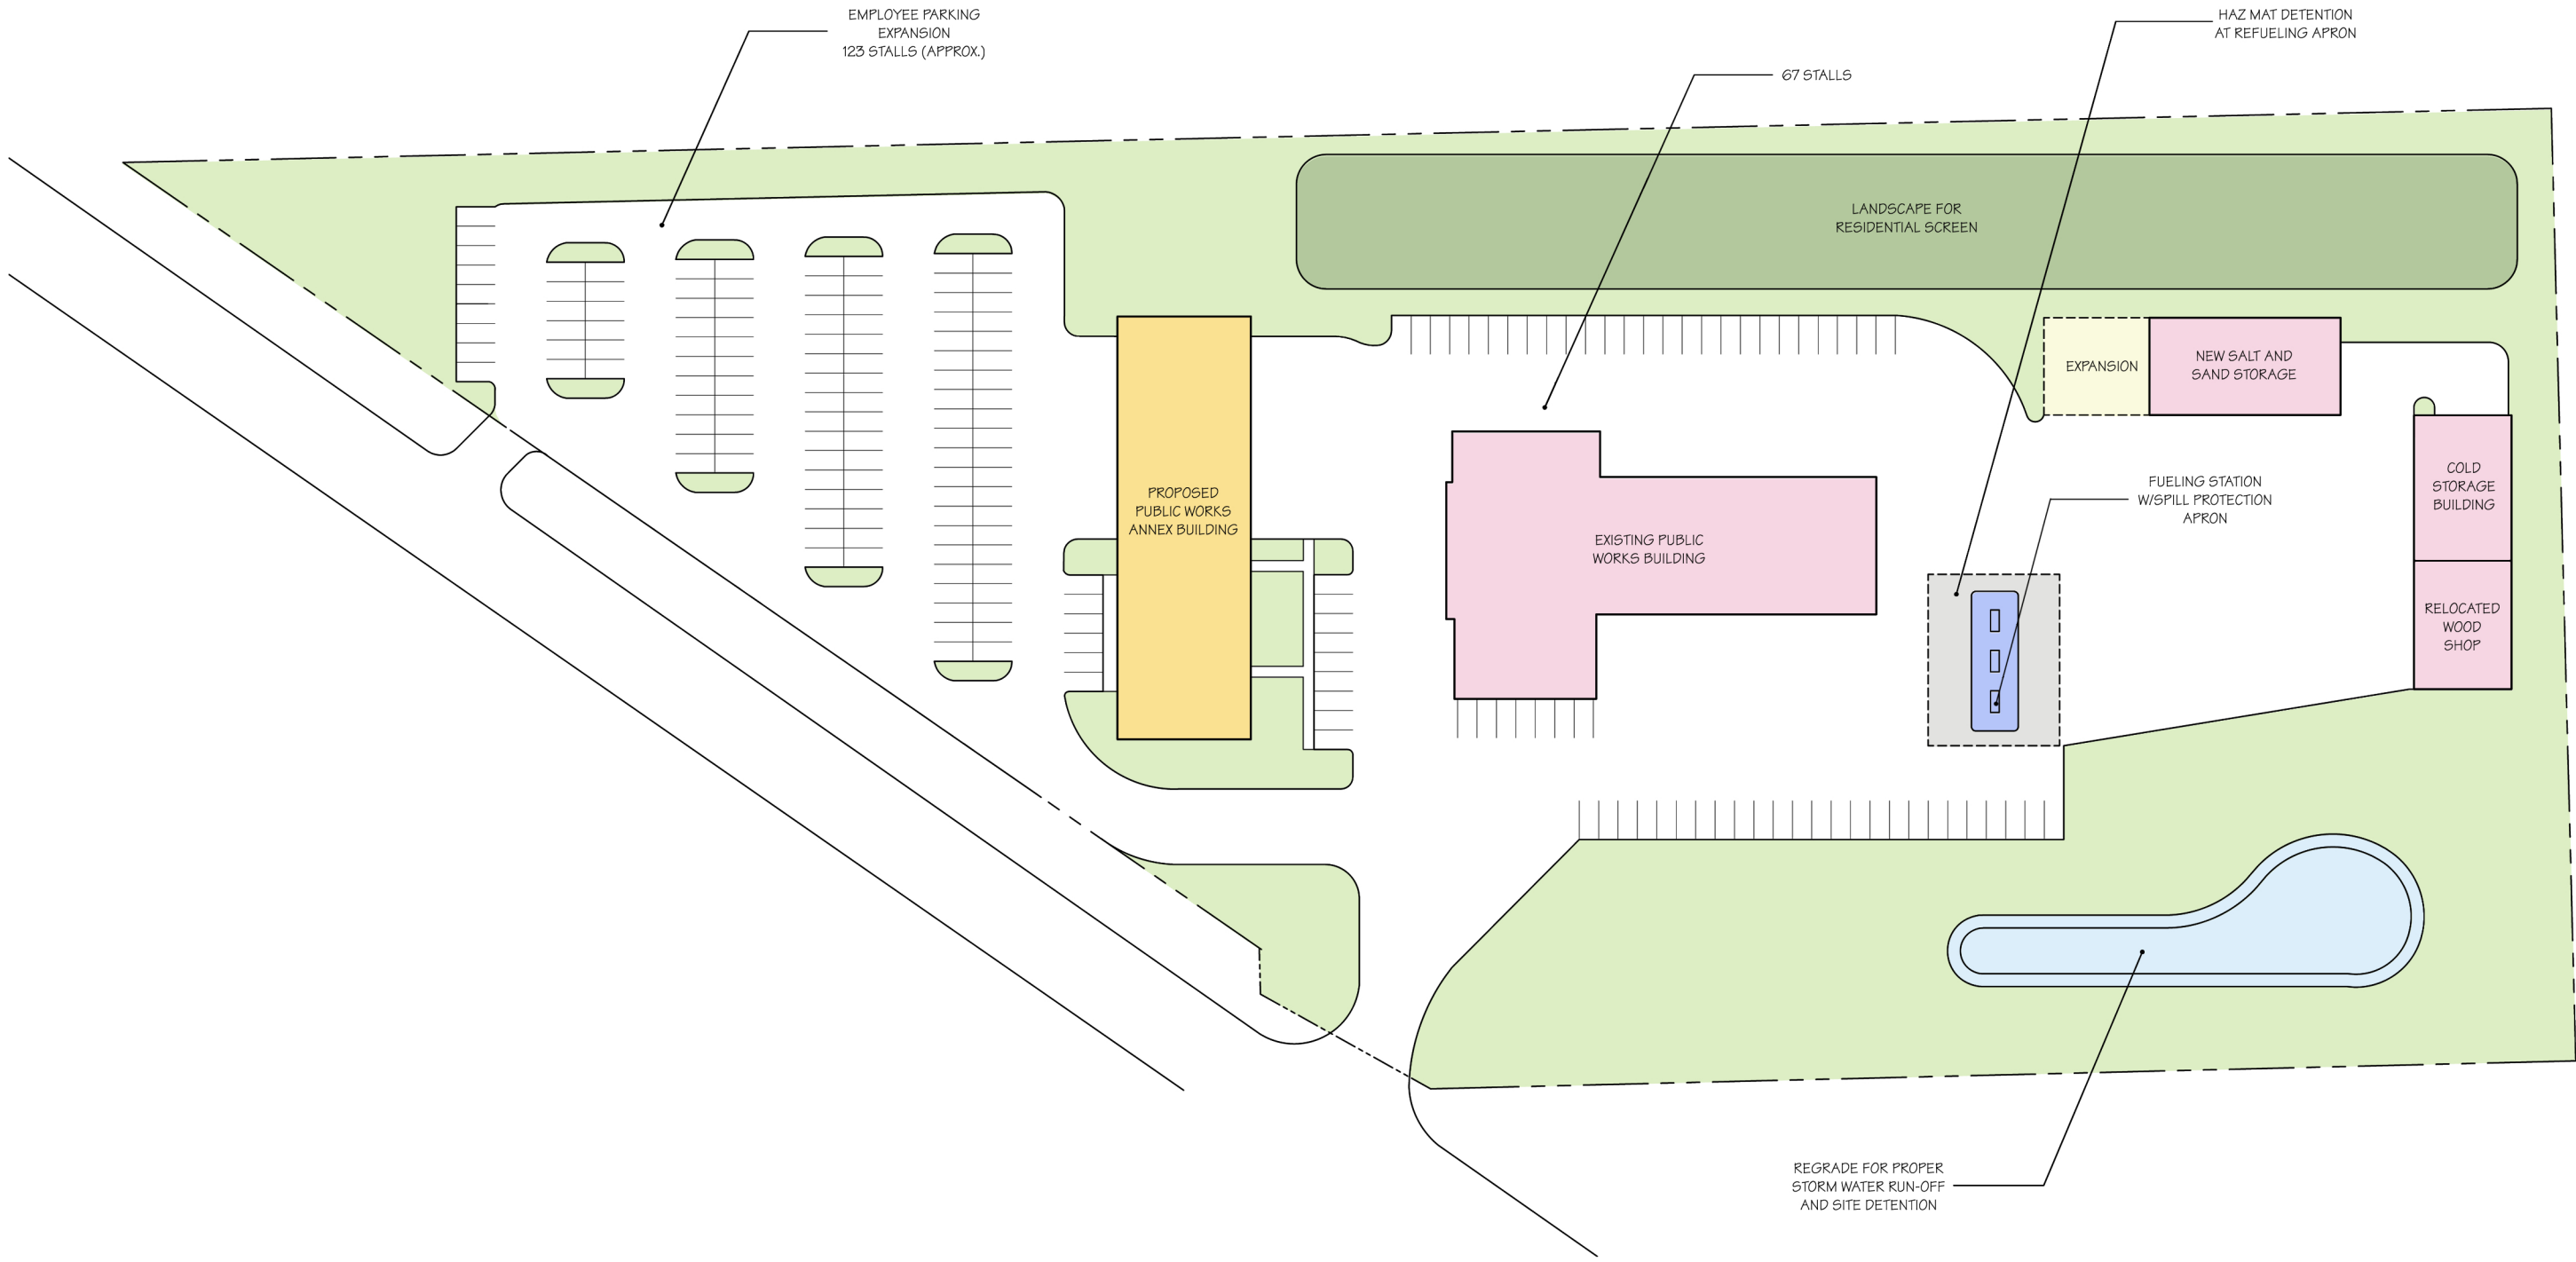 EMPLOYEE PARKING
EXPANSION
123 STALLS (APPROX.)
HAZ MAT DETENTION
AT REFUELING APRON
67 STALLS
LANDSCAPE FOR
RESIDENTIAL SCREEN
EXPANSION
NEW SALT AND
SAND STORAGE
COLD
STORAGE
BUILDING
FUELING STATION
W/SPILL PROTECTION
APRON
PROPOSED
PUBLIC WORKS
ANNEX BUILDING
EXISTING PUBLIC
WORKS BUILDING
RELOCATED
WOOD
SHOP
REGRADE FOR PROPER
STORM WATER RUN-OFF
AND SITE DETENTION